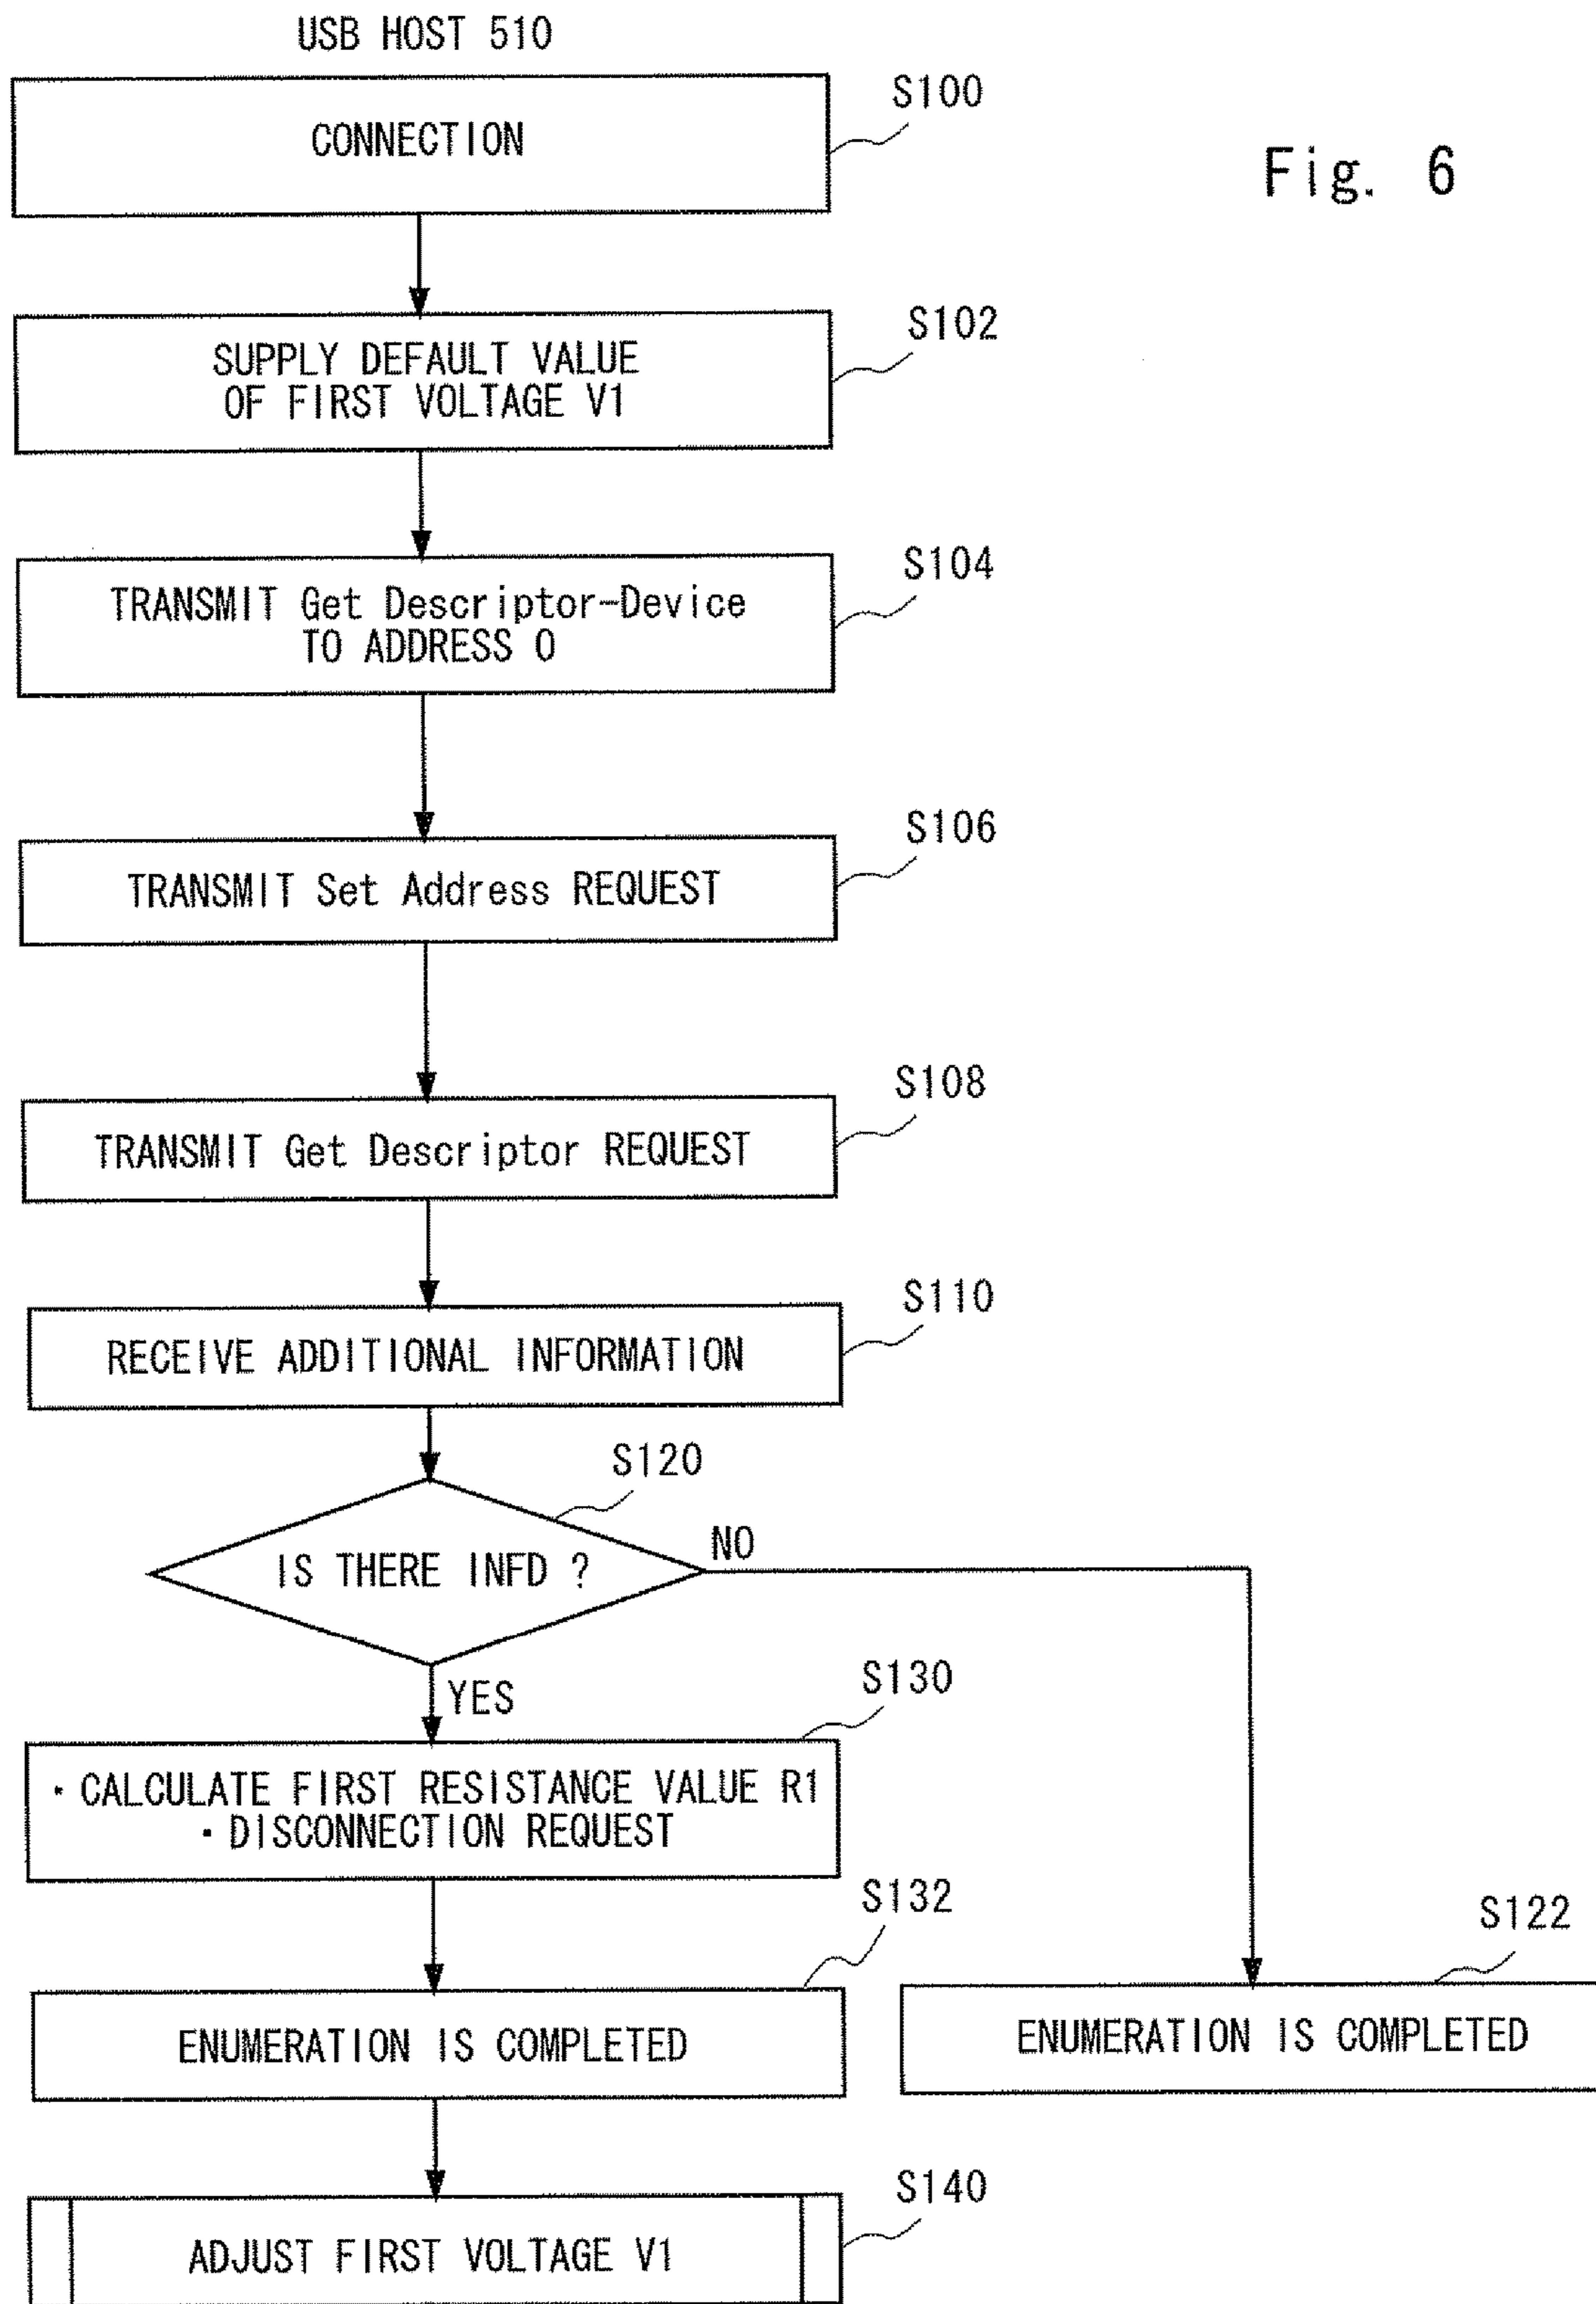 USB HOST 510
CONNECTION
S100
Fig. 6
SUPPLY DEFAULT VALUE
OF FIRST VOLTAGE V1
S102
TRANSMIT Get Descriptor-Device
TO ADDRESS 0
S104
TRANSMIT Set Address REQUEST
S106
TRANSMIT Get Descriptor REQUEST
S108
RECEIVE ADDITIONAL INFORMATION
S110
S120
IS THERE INFD ?
NO
YES
S130
・CALCULATE FIRST RESISTANCE VALUE R1
・DISCONNECTION REQUEST
S132
ENUMERATION IS COMPLETED
S122
ENUMERATION IS COMPLETED
S140
ADJUST FIRST VOLTAGE V1